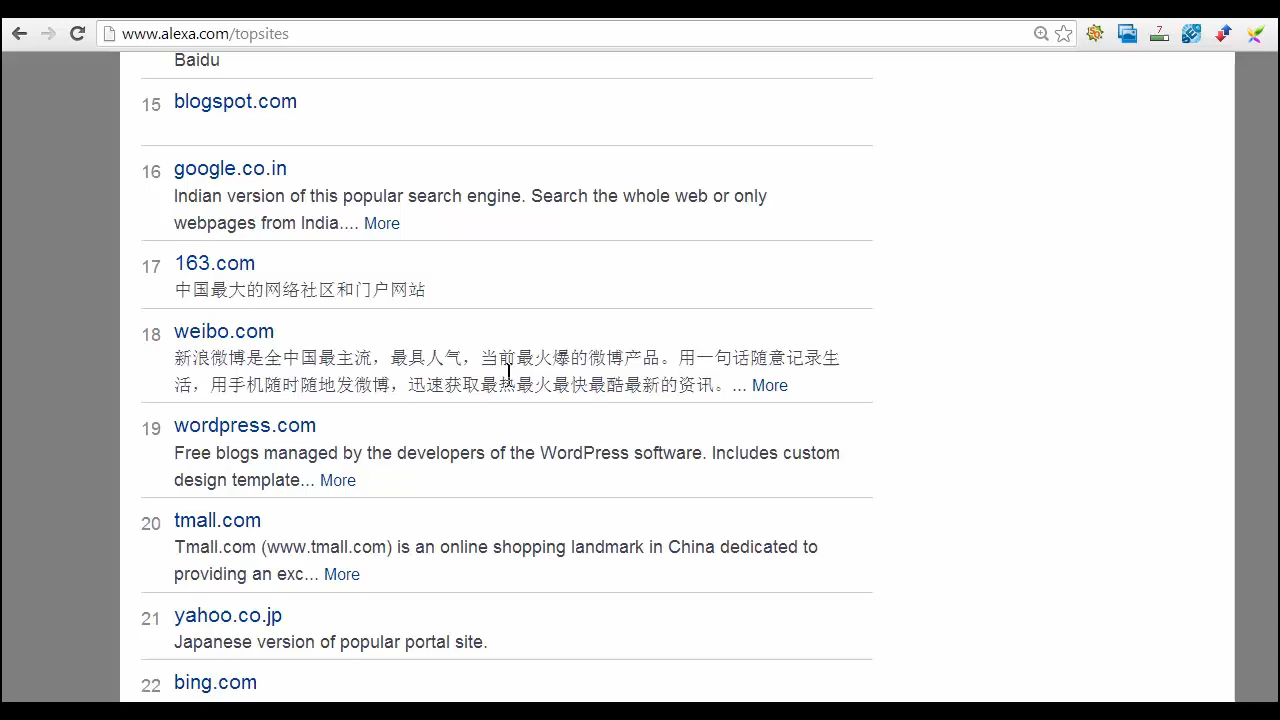 www.alexa.com/topsites
7
Baidu
15 blogspot.com
16 google.co.in
Indian version of this popular search engine. Search the whole web or only
webpages from India.... More
17 163.com
中国最大的网络社区和门户网站
18 weibo.com
新浪微博是全中国最主流，最具人气，当前最火爆的微博产品。用一句话随意记录生
活，用手机随时随地发微博，迅速获取最热最火最快最酷最新的资讯。... More
19 wordpress.com
Free blogs managed by the developers of the WordPress software. Includes custom
design template... More
20 tmall.com
Tmall.com (www.tmall.com) is an online shopping landmark in China dedicated to
providing an exc... More
21 yahoo.co.jp
Japanese version of popular portal site.
22 bing.com